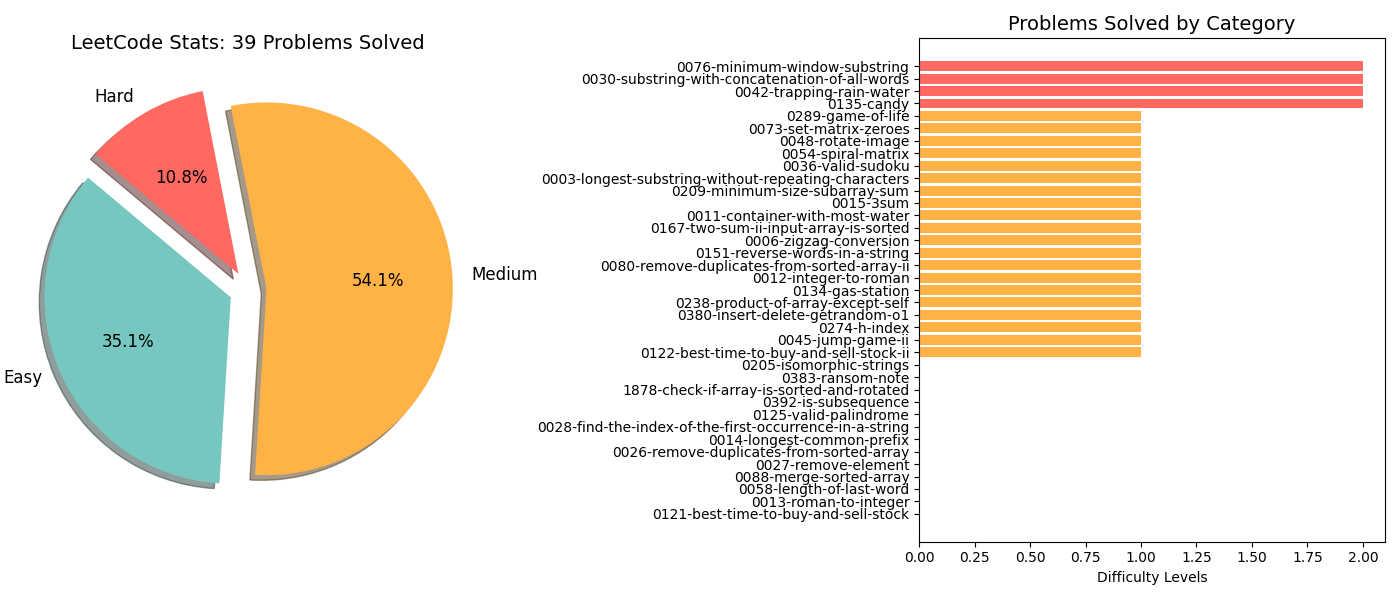 LeetCode Stats: 39 Problems Solved
Hard
10.8%
54.1%
Medium
35.1%
Easy
Problems Solved by Category
0076-minimum-window-substring
0030-substring-with-concatenation-of-all-words
0042-trapping-rain-water
0135-candy
0289-game-of-life
0073-set-matrix-zeroes
0048-rotate-image
0054-spiral-matrix
0036-valid-sudoku
0003-longest-substring-without-repeating-characters
0209-minimum-size-subarray-sum
0015-3sum
0011-container-with-most-water
0167-two-sum-ii-input-array-is-sorted
0006-zigzag-conversion
0151-reverse-words-in-a-string
0080-remove-duplicates-from-sorted-array-ii
0012-integer-to-roman
0134-gas-station
0238-product-of-array-except-self
0380-insert-delete-getrandom-o1
0274-h-index
0045-jump-game-ii
0122-best-time-to-buy-and-sell-stock-ii
0205-isomorphic-strings
0383-ransom-note
1878-check-if-array-is-sorted-and-rotated
0392-is-subsequence
0125-valid-palindrome
0028-find-the-index-of-the-first-occurrence-in-a-string
0014-longest-common-prefix
0026-remove-duplicates-from-sorted-array
0027-remove-element
0088-merge-sorted-array
0058-length-of-last-word
0013-roman-to-integer
0121-best-time-to-buy-and-sell-stock
0.00 0.25 0.50 0.75 1.00 1.25 1.50 1.75 2.00
Difficulty Levels